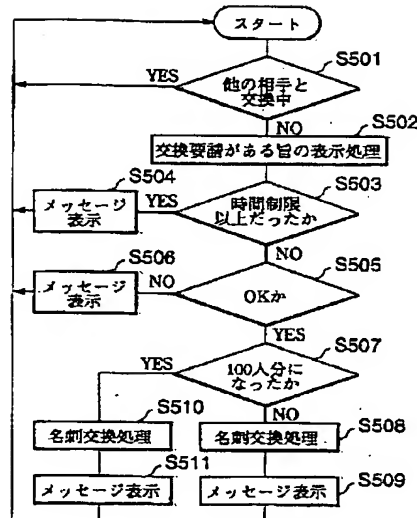 スタート
S501
YES
他の相手と
交換中
NO
S502
交換要請がある旨の表示処理
S504
S503
メッセージ
表示
YES
時間制限
以上だったか
S506
NO
S505
メッセージ
表示
NO
OKか
YES
S507
YES
100人分に
なったか
S510
NO
S508
名刺交換処理
名刺交換処理
S511
S509
メッセージ表示
メッセージ表示